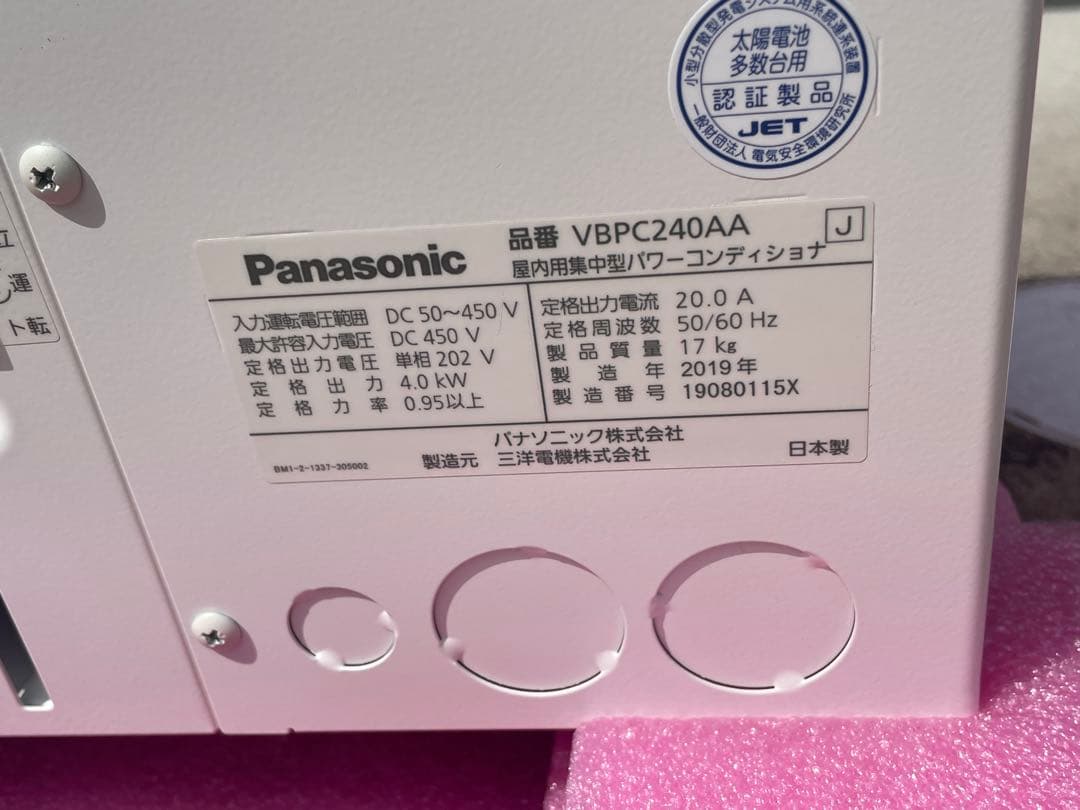 小型分散型発電システム用系統連系装置
太陽電池
多数台用
認証製品
JET
一般財団法人 電気安全環境研究所
立
運
ト転
Panasonic
品番 VBPC240AA
J
屋内用集中型パワーコンディショナ
入力運転電圧範囲 DC 50～450 V
最大許容入力電圧 DC 450 V
定格出力電圧 単相 202 V
定格出力 4.0 kW
定格力率 0.95以上
定格出力電流 20.0 A
定格周波数 50/60 Hz
製品質量 17 kg
製造年 2019 年
製造番号 19080115X
パナソニック株式会社
製造元 三洋電機株式会社
日本製
BM1-2-1337-305002